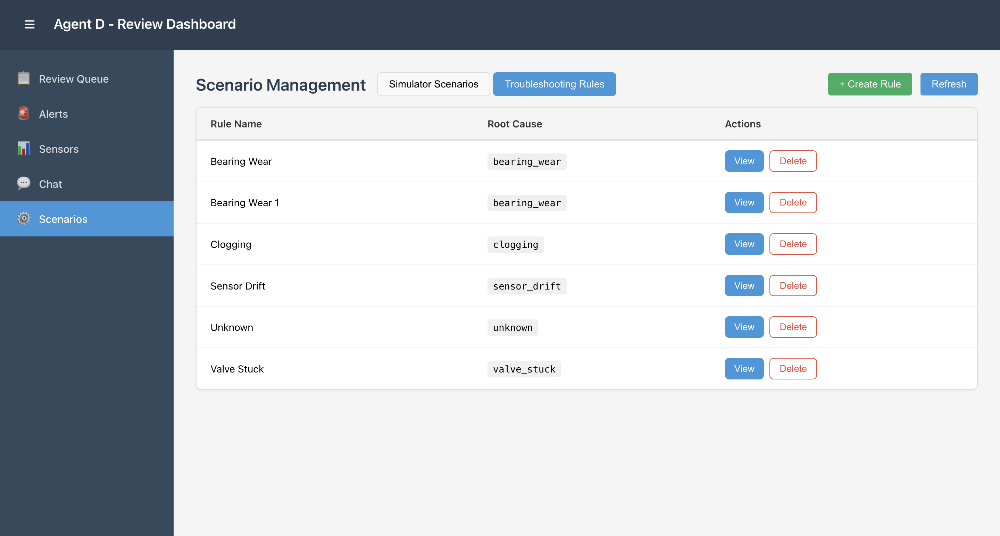 Agent D - Review Dashboard
Review Queue
Alerts
Sensors
Chat
Scenarios
Scenario Management
Simulator Scenarios
Troubleshooting Rules
+ Create Rule
Refresh
Rule Name Root Cause Actions
Bearing Wear bearing_wear View Delete
Bearing Wear 1 bearing_wear View Delete
Clogging clogging View Delete
Sensor Drift sensor_drift View Delete
Unknown unknown View Delete
Valve Stuck valve_stuck View Delete